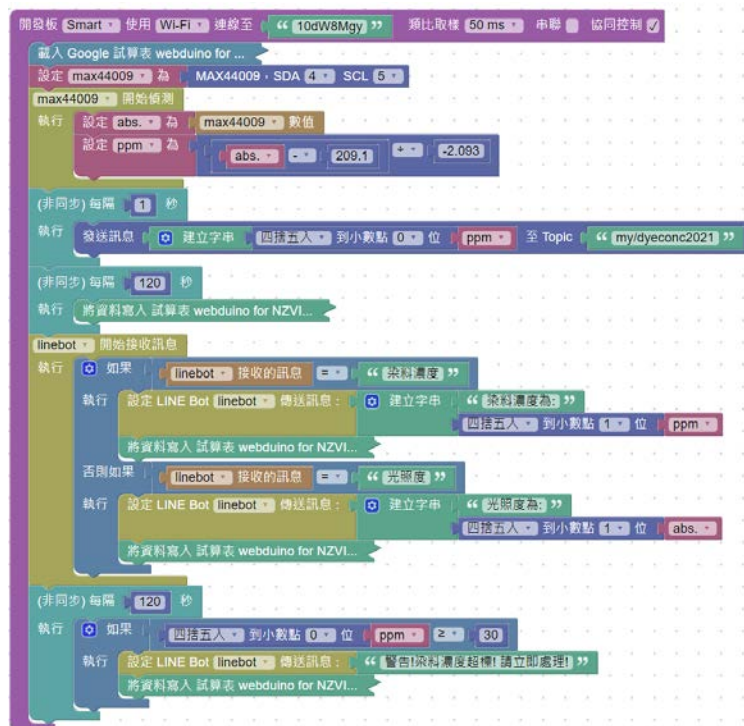 開發板 Smart 使用 Wi-Fi 連線至 “ 10dW8Mgy ” 類比取樣 50 ms 串聯 協同控制
載入 Google 試算表 webduino for ...
設定 max44009 為 MAX44009,SDA 4 SCL 5
max44009 開始偵測
執行 設定 abs. 為 max44009 數值
設定 ppm 為 abs. - 209.1 ÷ -2.093
(非同步) 每隔 1 秒
執行 發送訊息 建立字串 四捨五入 到小數點 0 位 ppm 至 Topic “ my/dyeconc2021 ”
(非同步) 每隔 120 秒
執行 將資料寫入 試算表 webduino for NZVI...
linebot 開始接收訊息
執行 如果 linebot 接收的訊息 = “ 染料濃度 ”
執行 設定 LINE Bot linebot 傳送訊息: 建立字串 “ 染料濃度為: ”
四捨五入 到小數點 1 位 ppm
將資料寫入 試算表 webduino for NZVI...
否則如果 linebot 接收的訊息 = “ 光照度 ”
執行 設定 LINE Bot linebot 傳送訊息: 建立字串 “ 光照度為: ”
四捨五入 到小數點 1 位 abs.
將資料寫入 試算表 webduino for NZVI...
(非同步) 每隔 120 秒
執行 如果 四捨五入 到小數點 0 位 ppm ≥ 30
執行 設定 LINE Bot linebot 傳送訊息: “ 警告!染料濃度超標! 請立即處理! ”
將資料寫入 試算表 webduino for NZVI...